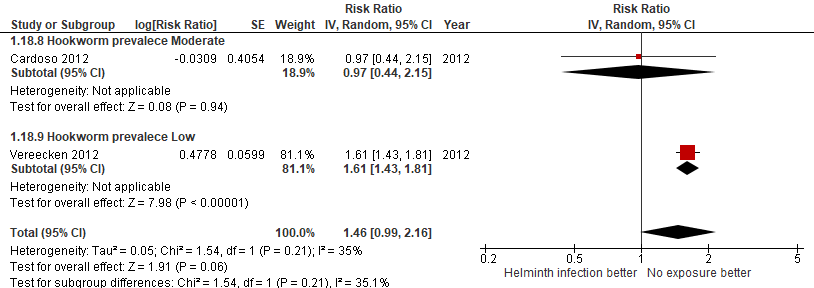 Risk Ratio Risk Ratio
Study or Subgroup log[Risk Ratio] SE Weight IV, Random, 95% CI Year IV, Random, 95% CI
1.18.8 Hookworm prevalece Moderate
Cardoso 2012 -0.0309 0.4054 18.9% 0.97 [0.44, 2.15] 2012
Subtotal (95% CI) 18.9% 0.97 [0.44, 2.15]
Heterogeneity: Not applicable
Test for overall effect: Z = 0.08 (P = 0.94)
1.18.9 Hookworm prevalece Low
Vereecken 2012 0.4778 0.0599 81.1% 1.61 [1.43, 1.81] 2012
Subtotal (95% CI) 81.1% 1.61 [1.43, 1.81]
Heterogeneity: Not applicable
Test for overall effect: Z = 7.98 (P < 0.00001)
Total (95% CI) 100.0% 1.46 [0.99, 2.16]
Heterogeneity: Tau² = 0.05; Chi² = 1.54, df = 1 (P = 0.21); I² = 35%
Test for overall effect: Z = 1.91 (P = 0.06)
Test for subgroup differences: Chi² = 1.54, df = 1 (P = 0.21), I² = 35.1%
0.2 0.5 1 2 5
Helminth infection better No exposure better